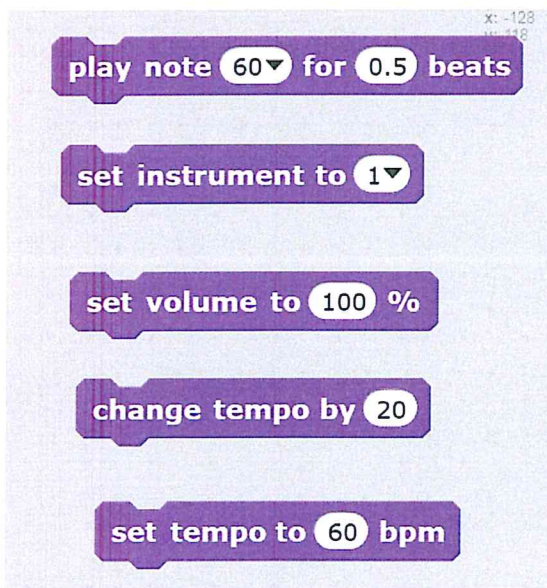 x: -128
y: 118
play note 60▼ for 0.5 beats
set instrument to 1▼
set volume to 100 %
change tempo by 20
set tempo to 60 bpm